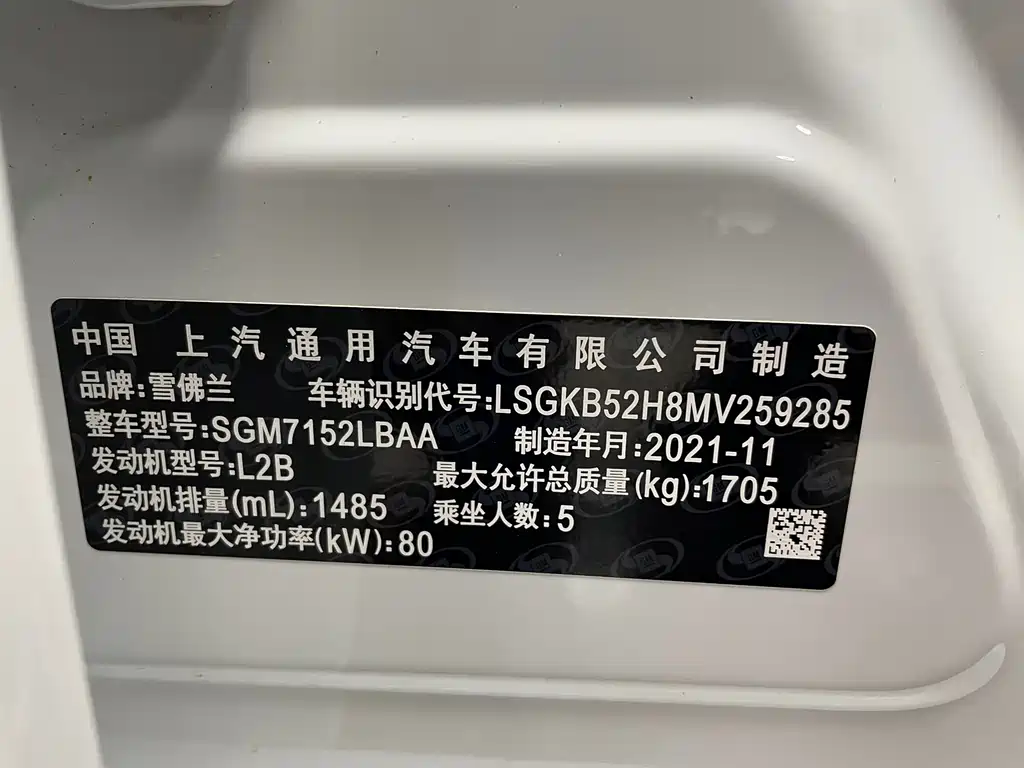 中国 上汽通用汽车有限公司制造
品牌:雪佛兰 车辆识别代号:LSGKB52H8MV259285
整车型号:SGM7152LBAA 制造年月:2021-11
发动机型号:L2B 最大允许总质量(kg):1705
发动机排量(mL):1485 乘坐人数:5
发动机最大净功率(kW):80